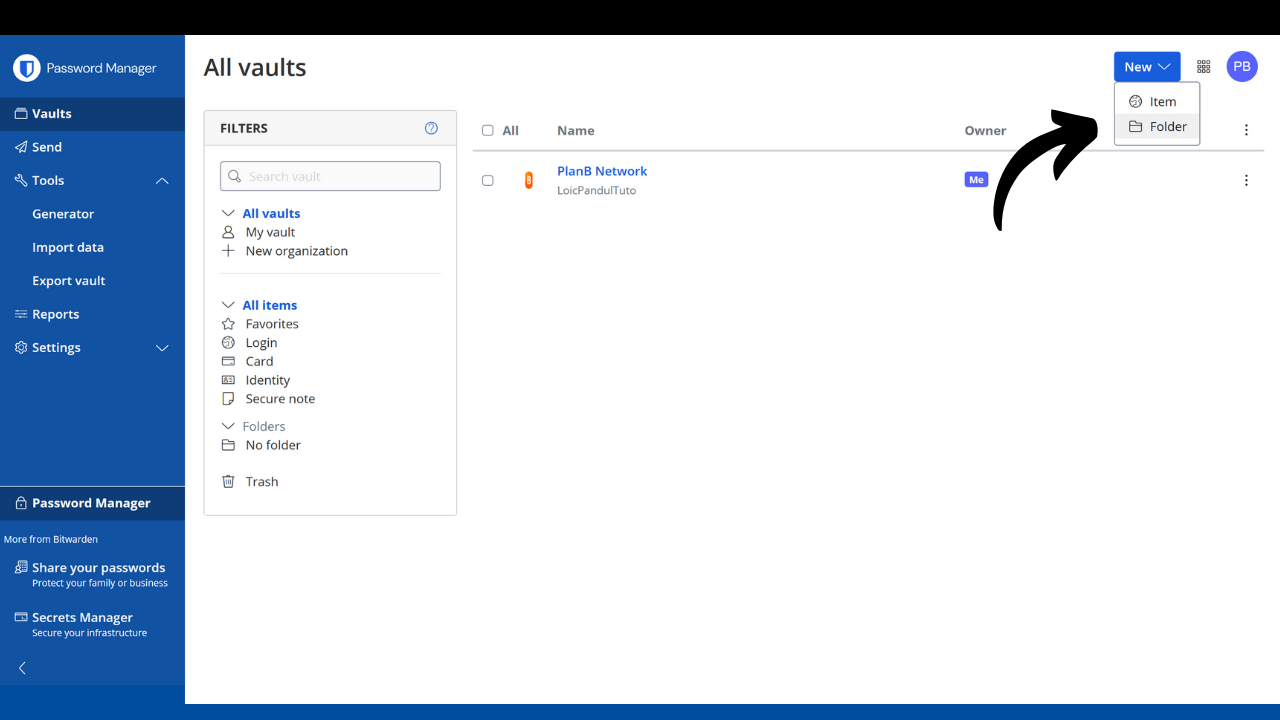 Password Manager
Vaults
Send
Tools
Generator
Import data
Export vault
Reports
Settings
Password Manager
More from Bitwarden
Share your passwords
Protect your family or business
Secrets Manager
Secure your infrastructure
All vaults
New
PB
Item
Folder
FILTERS
Search vault
All vaults
My vault
New organization
All items
Favorites
Login
Card
Identity
Secure note
Folders
No folder
Trash
All Name Owner
PlanB Network
LoicPandulTuto
Me